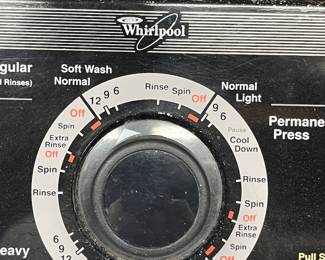 Whirlpool
Soft Wash
Normal
Normal
Light
gular
Rinses)
Permane
Press
12 9 6
Rinse
Spin
Off
9
6
Pause
Cool
Down
Off
Spin
Extra
Rinse
Off
Spin
Rinse
9
6
9
12
Rinse
Spin
Off
Extra
Rinse
Spin
Off
eavy
Pull S